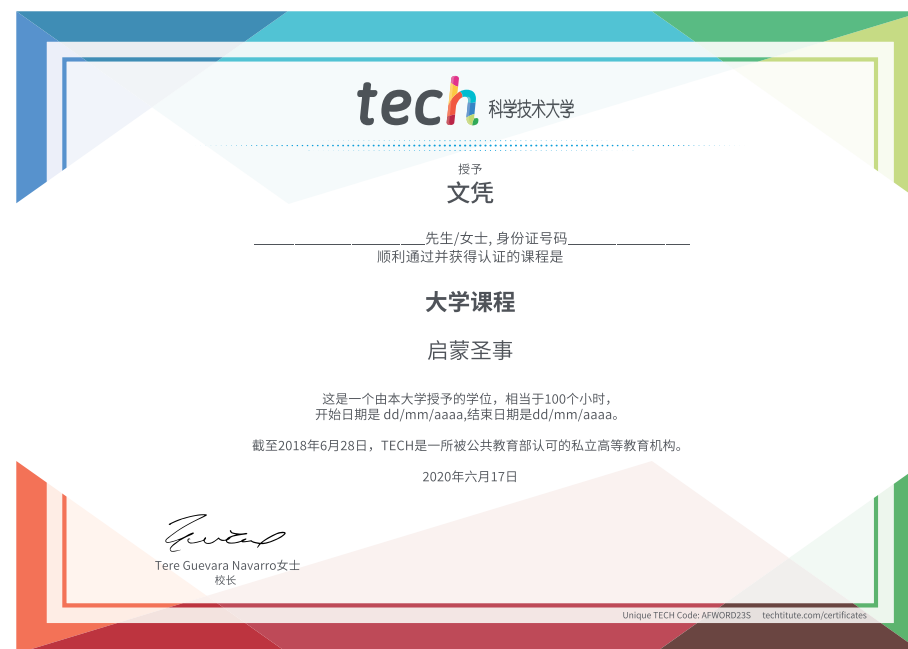 tech 科学技术大学
授予
文凭
________________________先生/女士, 身份证号码_________________
顺利通过并获得认证的课程是
大学课程
启蒙圣事
这是一个由本大学授予的学位，相当于100个小时，
开始日期是 dd/mm/aaaa,结束日期是dd/mm/aaaa。
截至2018年6月28日，TECH是一所被公共教育部认可的私立高等教育机构。
2020年六月17日
Tere Guevara Navarro女士
校长
Unique TECH Code: AFWORD23S techtitute.com/certificates